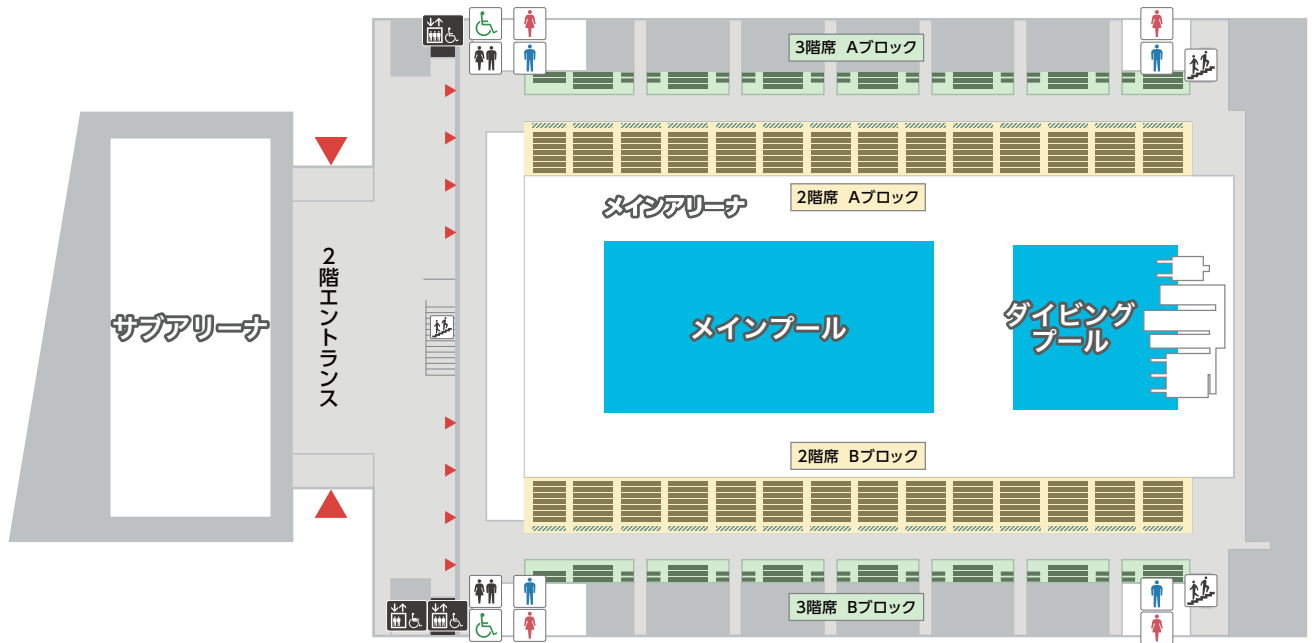 3階席 Aブロック
メインアリーナ
2階席 Aブロック
2階エントランス
サブアリーナ
メインプール
ダイビング
プール
2階席 Bブロック
3階席 Bブロック